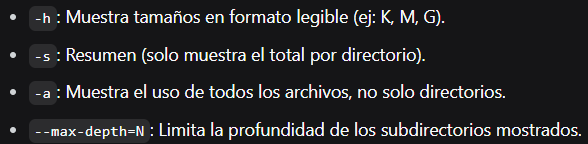 • -h: Muestra tamaños en formato legible (ej: K, M, G).
• -s: Resumen (solo muestra el total por directorio).
• -a: Muestra el uso de todos los archivos, no solo directorios.
• --max-depth=N: Limita la profundidad de los subdirectorios mostrados.